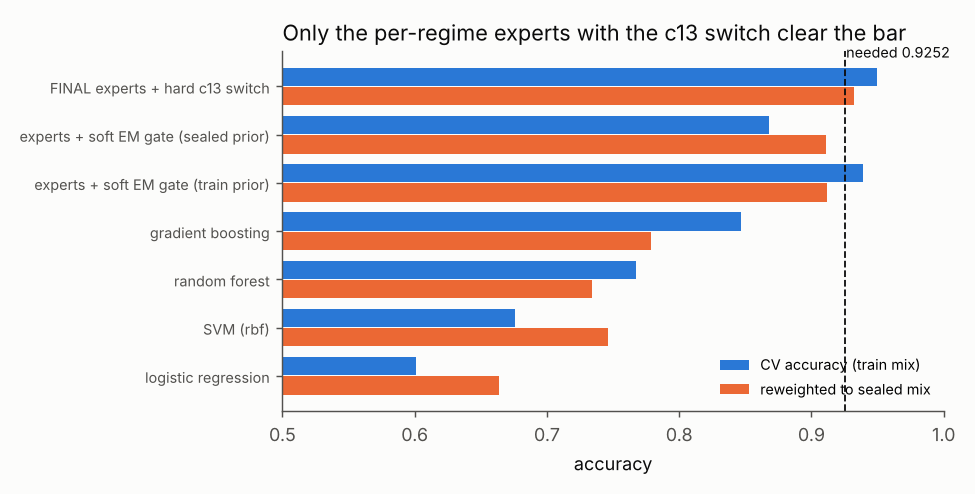 Only the per-regime experts with the c13 switch clear the bar
needed 0.9252
FINAL experts + hard c13 switch
experts + soft EM gate (sealed prior)
experts + soft EM gate (train prior)
gradient boosting
random forest
SVM (rbf)
logistic regression
CV accuracy (train mix)
reweighted to sealed mix
0.5 0.6 0.7 0.8 0.9 1.0
accuracy